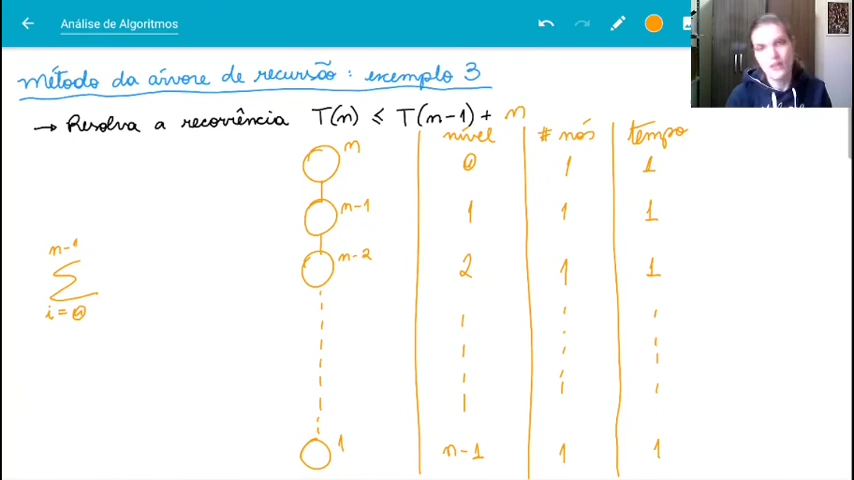 Análise de Algoritmos
método da árvore de recursão: exemplo 3
→ Resolva a recorrência T(n) ≤ T(n-1) + n
nível # nós tempo
n 0 1 1
n-1 1 1 1
n-2 2 1 1
n-1
Σ
i = 0
1 n-1 1 1